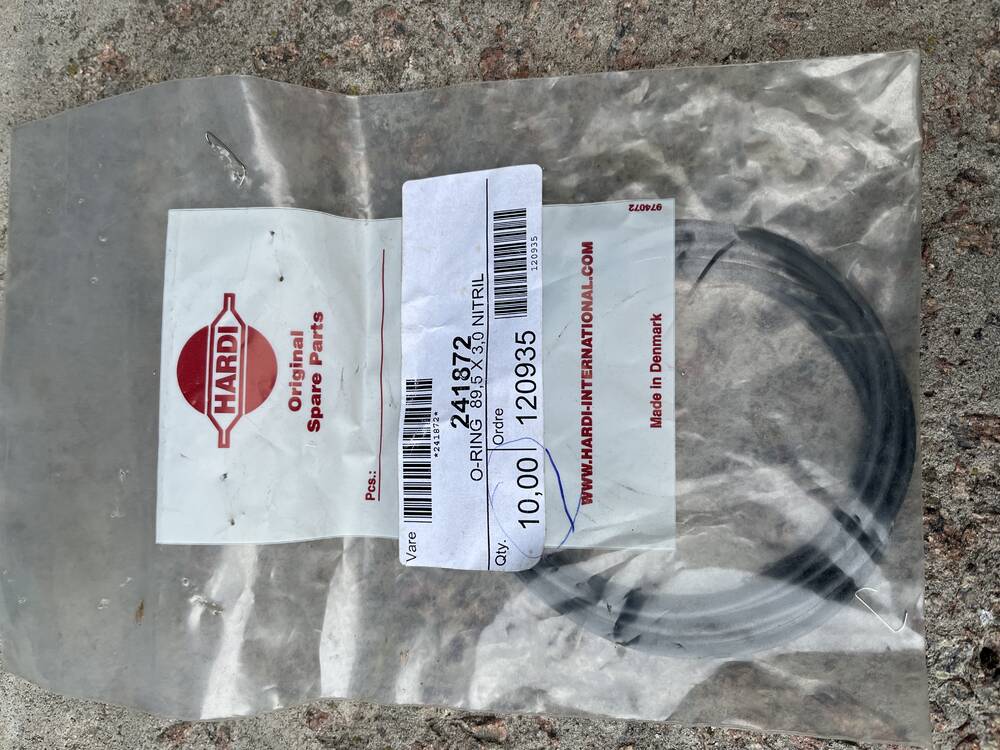 HARDI
Original
Spare Parts
Pcs.:
Vare
*241872*
241872
O-RING 89,5 X 3,0 NITRIL
Qty.
10,00
Ordre
120935
120935
WWW.HARDI-INTERNATIONAL.COM
Made in Denmark
974072